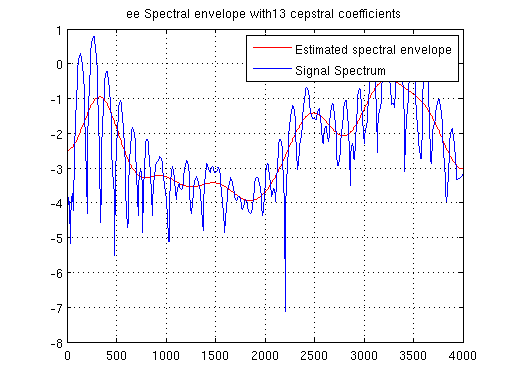 ee Spectral envelope with13 cepstral coefficients
Estimated spectral envelope
Signal Spectrum
1
0
-1
-2
-3
-4
-5
-6
-7
-8
0 500 1000 1500 2000 2500 3000 3500 4000